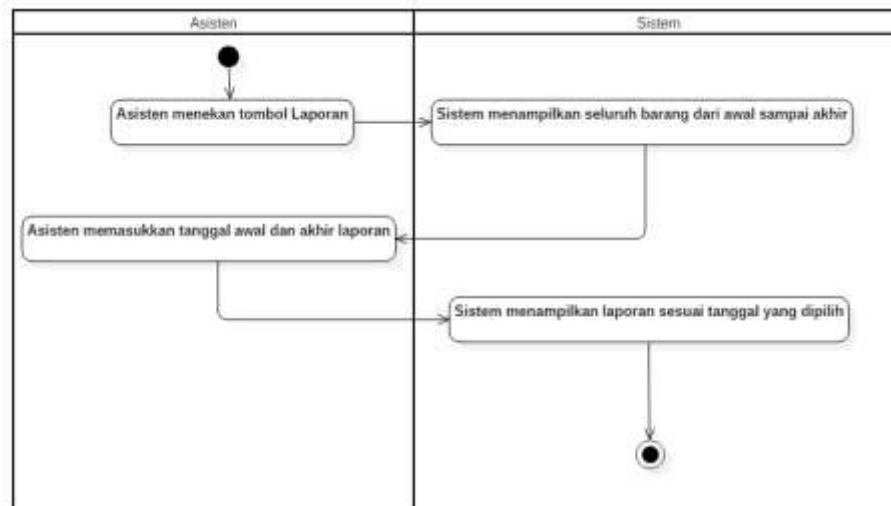 Asisten
Sistem
Asisten menekan tombol Laporan
Sistem menampilkan seluruh barang dari awal sampai akhir
Asisten memasukkan tanggal awal dan akhir laporan
Sistem menampilkan laporan sesuai tanggal yang dipilih